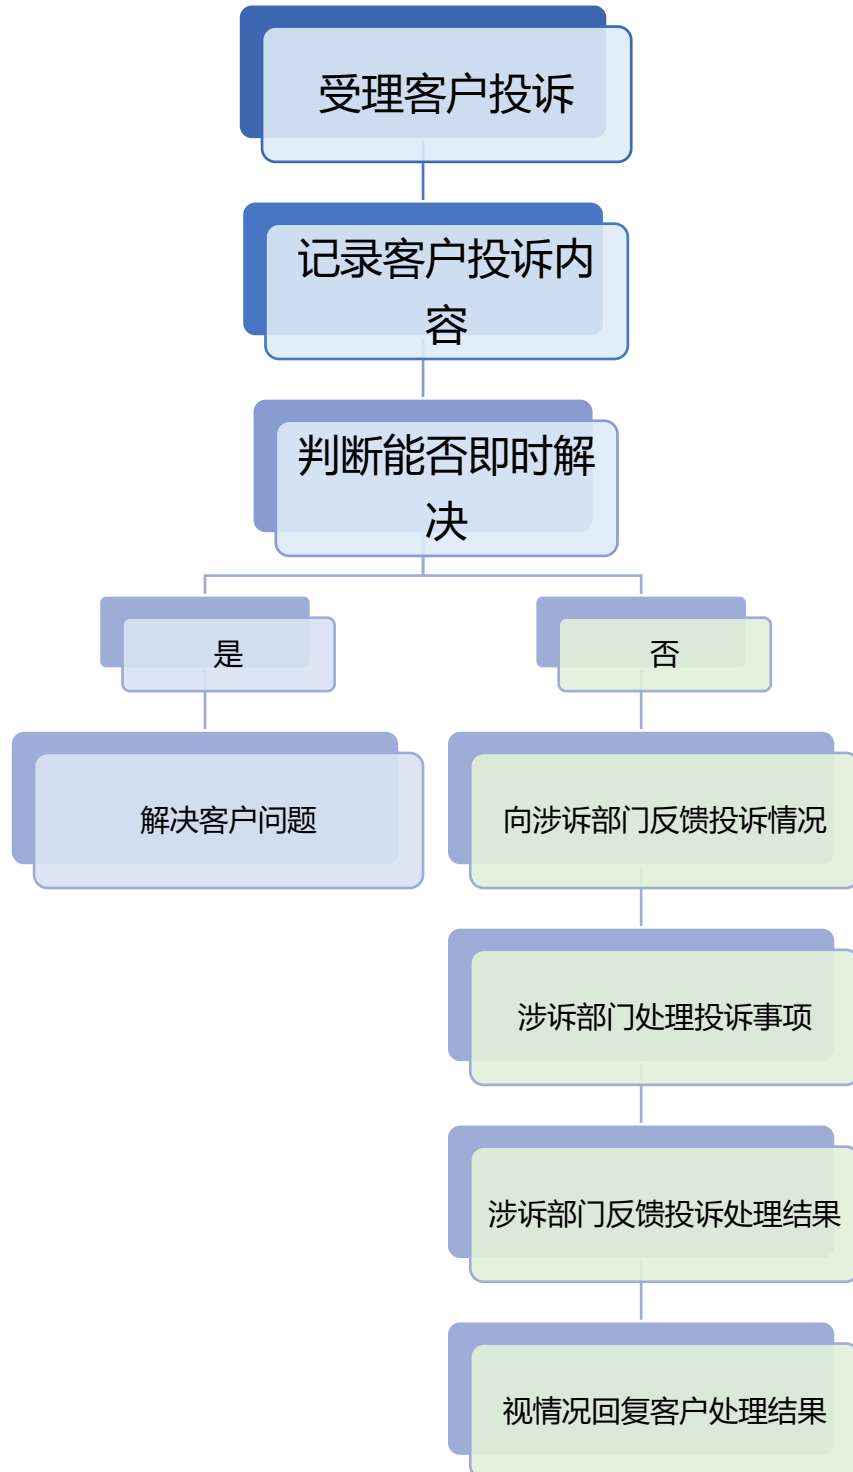 受理客户投诉
记录客户投诉内
容
判断能否即时解
决
是
否
解决客户问题
向涉诉部门反馈投诉情况
涉诉部门处理投诉事项
涉诉部门反馈投诉处理结果
视情况回复客户处理结果